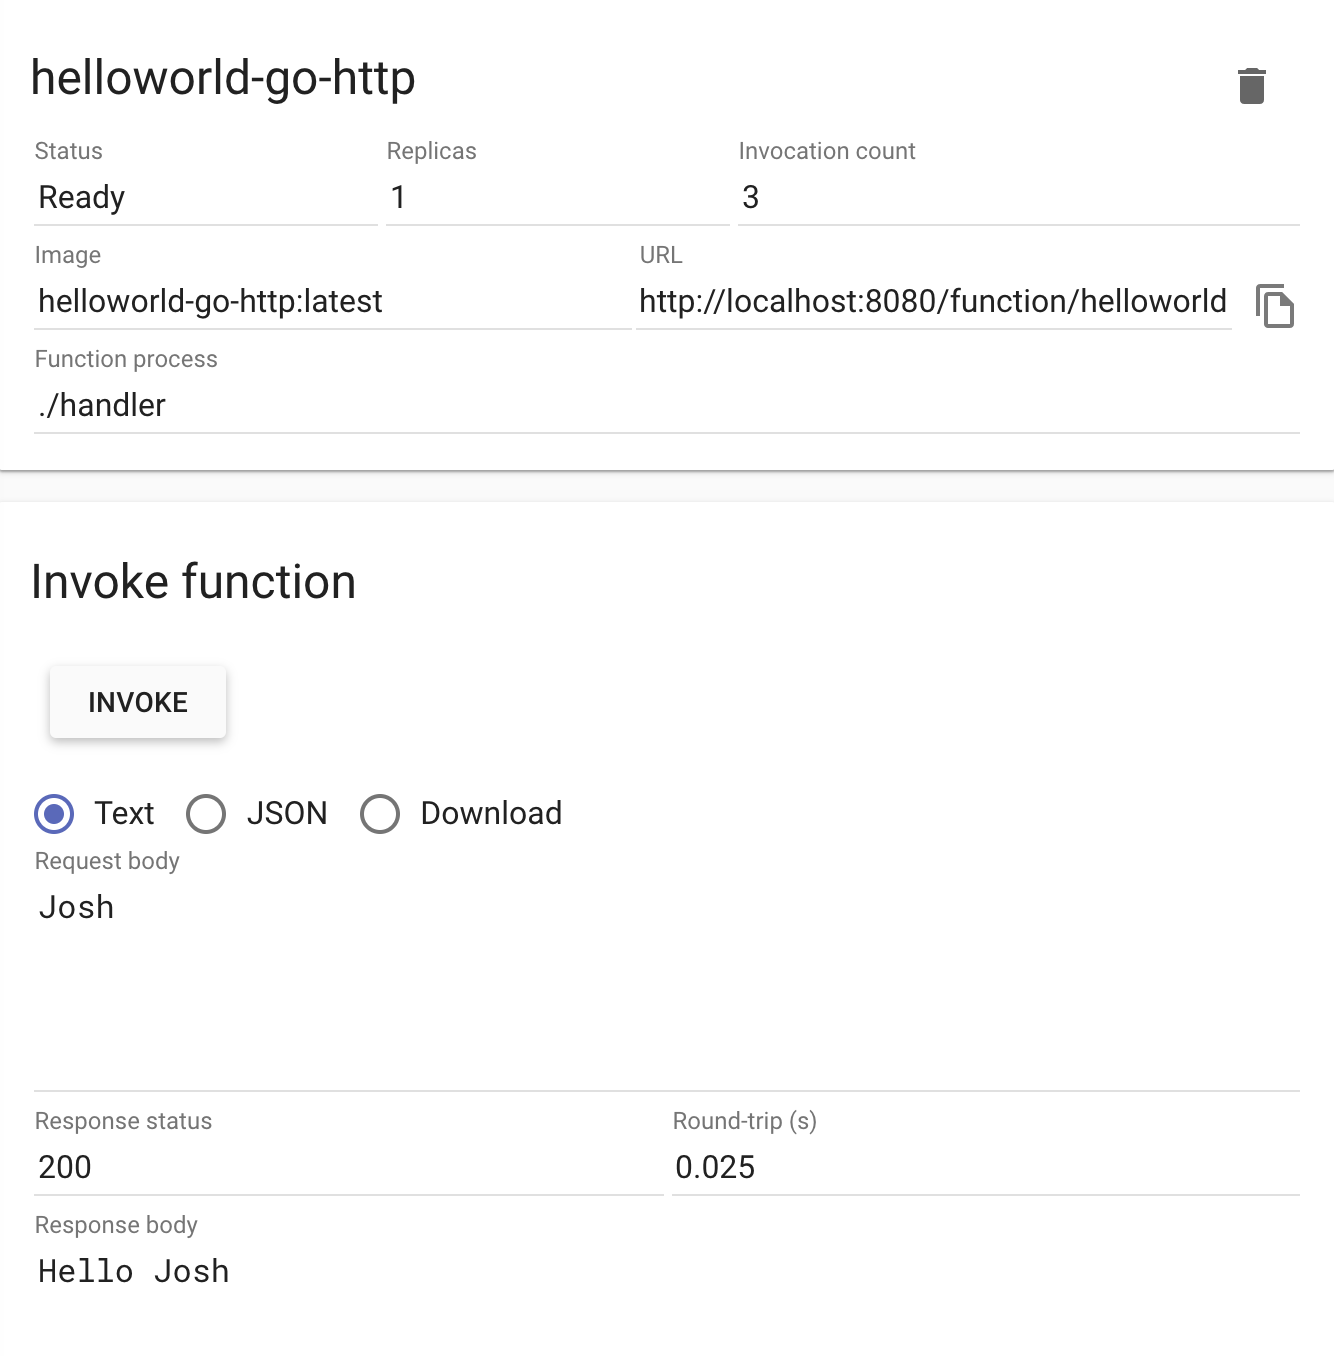 helloworld-go-http
Status Replicas Invocation count
Ready 1 3
Image URL
helloworld-go-http:latest http://localhost:8080/function/helloworld
Function process
./handler
Invoke function
INVOKE
Text JSON Download
Request body
Josh
Response status Round-trip (s)
200 0.025
Response body
Hello Josh